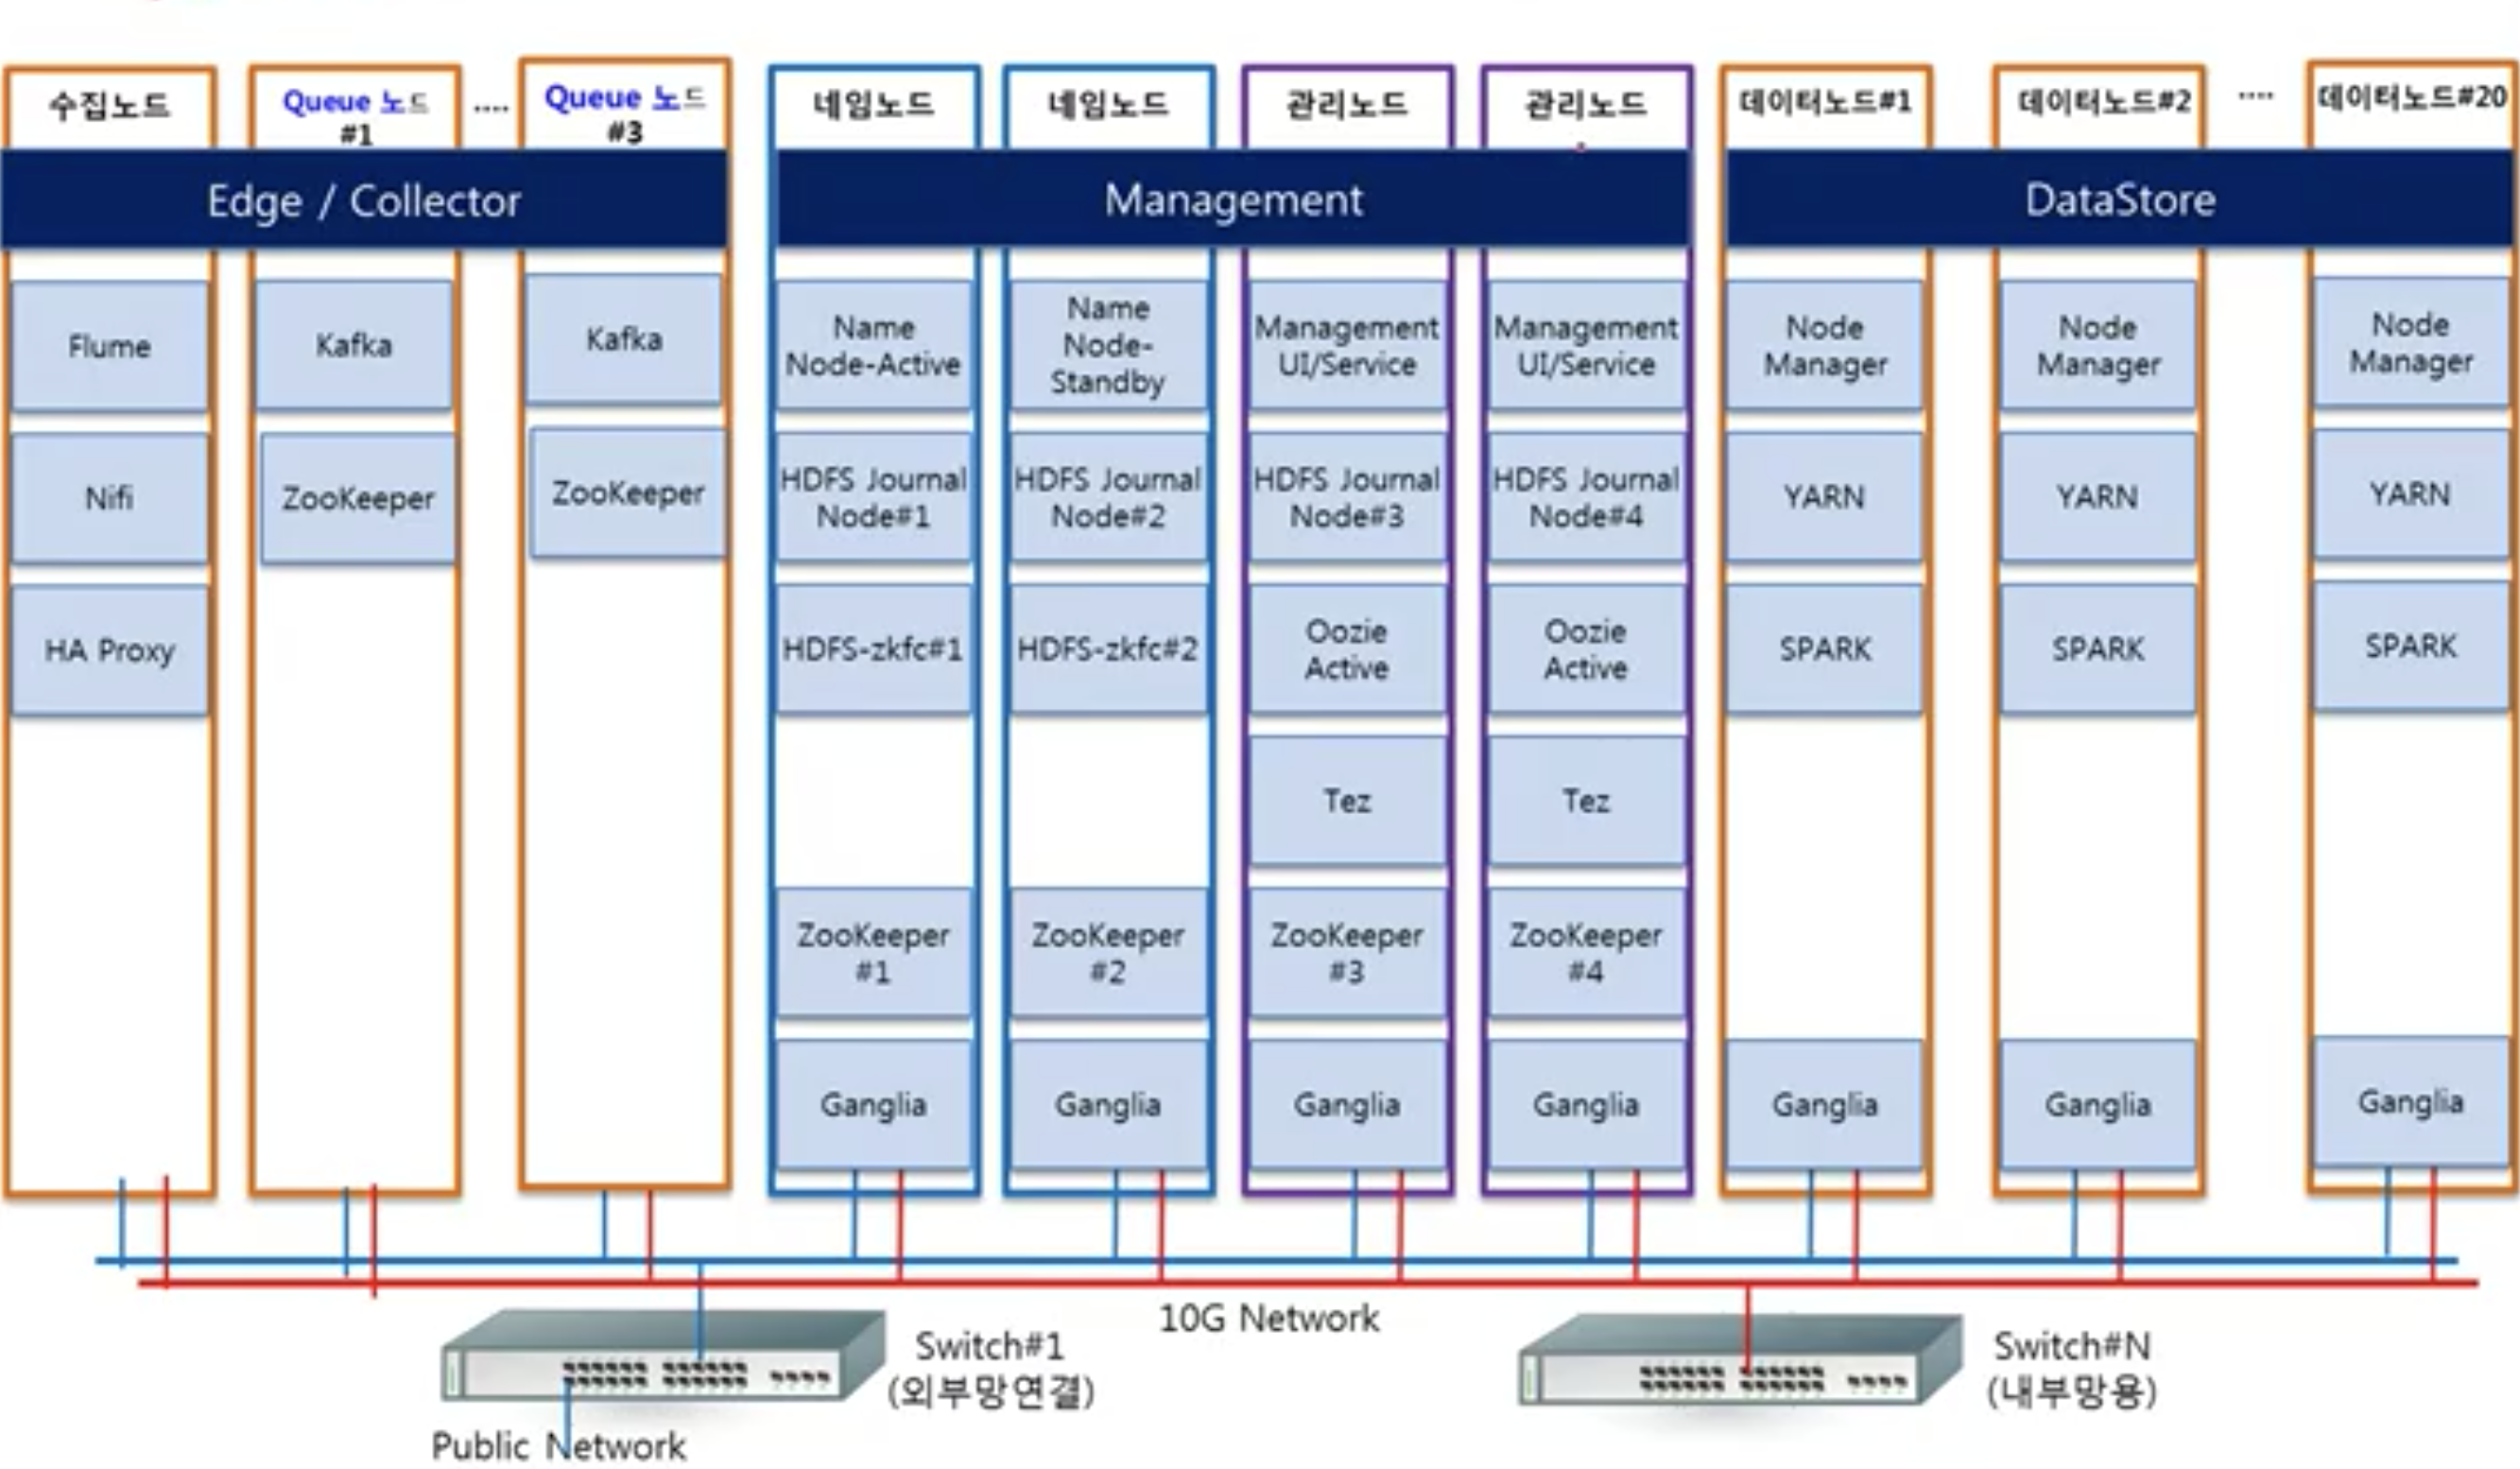 수집노드
Queue 노드
#1
....
Queue 노드
#3
네임노드
네임노드
관리노드
관리노드
데이터노드#1
데이터노드#2
....
데이터노드#20
Edge / Collector
Management
DataStore
Flume
Kafka
Kafka
Name
Node-Active
Name
Node-
Standby
Management
UI/Service
Management
UI/Service
Node
Manager
Node
Manager
Node
Manager
Nifi
ZooKeeper
ZooKeeper
HDFS Journal
Node#1
HDFS Journal
Node#2
HDFS Journal
Node#3
HDFS Journal
Node#4
YARN
YARN
YARN
HA Proxy
HDFS-zkfc#1
HDFS-zkfc#2
Oozie
Active
Oozie
Active
SPARK
SPARK
SPARK
Tez
Tez
ZooKeeper
#1
ZooKeeper
#2
ZooKeeper
#3
ZooKeeper
#4
Ganglia
Ganglia
Ganglia
Ganglia
Ganglia
Ganglia
Ganglia
10G Network
Switch#1
(외부망연결)
Switch#N
(내부망용)
Public Network